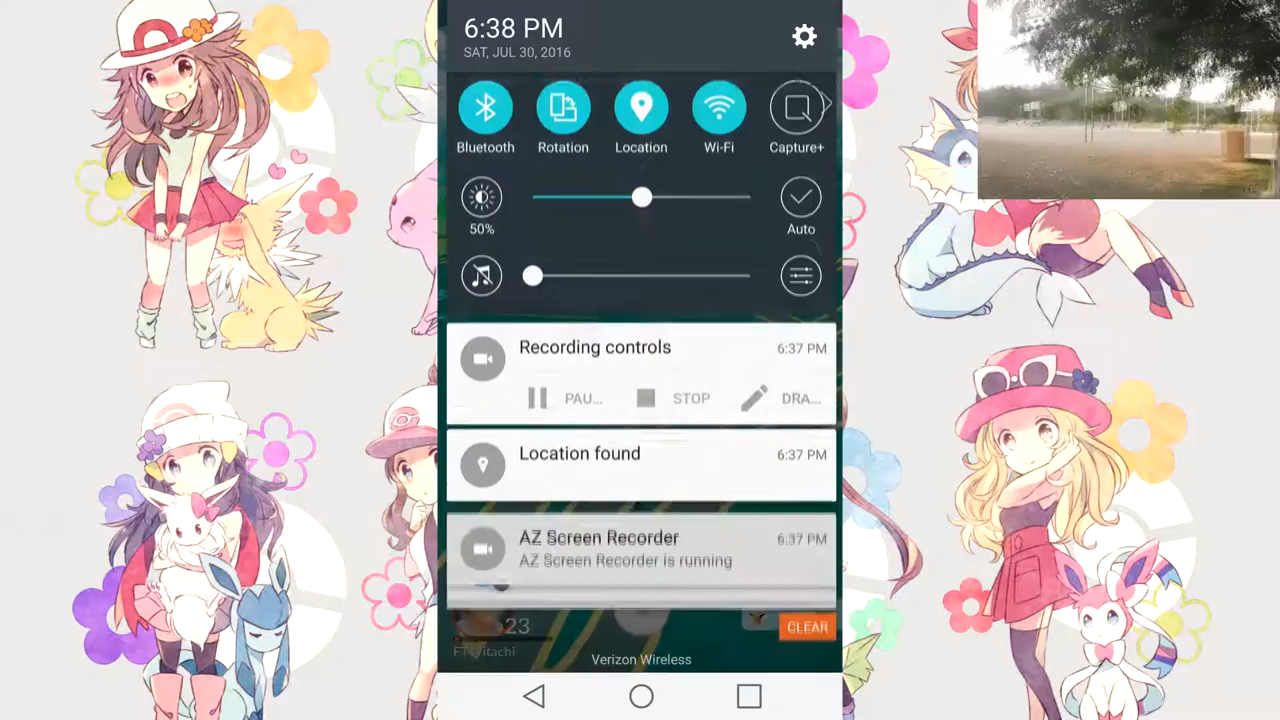 6:38 PM
SAT, JUL 30, 2016
Bluetooth Rotation Location Wi-Fi Capture+
50% Auto
Recording controls 6:37 PM
PAU... STOP DRA...
Location found 6:37 PM
AZ Screen Recorder 6:37 PM
AZ Screen Recorder is running
23
CLEAR
Verizon Wireless